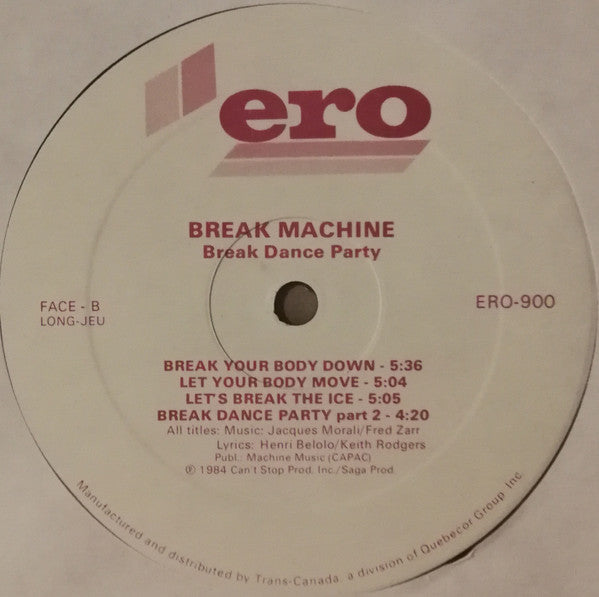 ero
BREAK MACHINE
Break Dance Party
FACE - B
LONG-JEU
ERO-900
BREAK YOUR BODY DOWN - 5:36
LET YOUR BODY MOVE - 5:04
LET'S BREAK THE ICE - 5:05
BREAK DANCE PARTY part 2 - 4:20
All titles: Music: Jacques Morali/Fred Zarr
Lyrics: Henri Belolo/Keith Rodgers
Publ.: Machine Music (CAPAC)
℗ 1984 Can't Stop Prod. Inc./Saga Prod.
Manufactured and distributed by Trans-Canada, a division of Quebecor Group Inc.